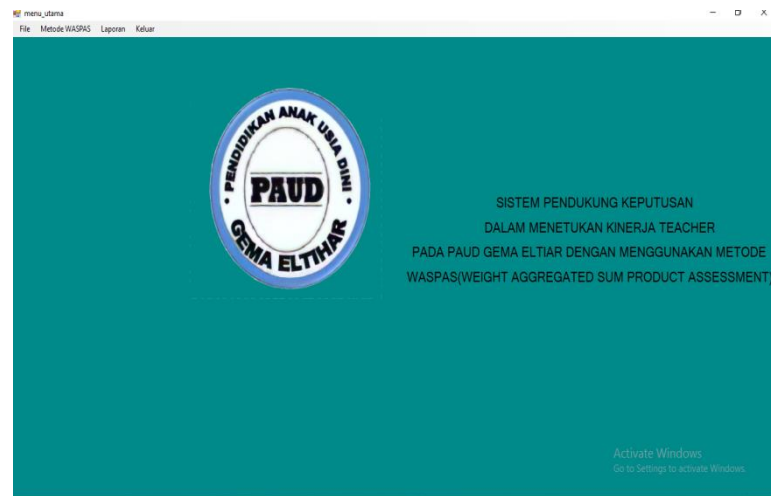 menu_utama
File Metode WASPAS Laporan Keluar
PENDIDIKAN ANAK USIA DINI
PAUD
GEMA ELTIHAR
SISTEM PENDUKUNG KEPUTUSAN
DALAM MENETUKAN KINERJA TEACHER
PADA PAUD GEMA ELTIAR DENGAN MENGGUNAKAN METODE
WASPAS(WEIGHT AGGREGATED SUM PRODUCT ASSESSMENT)
Activate Windows
Go to Settings to activate Windows.